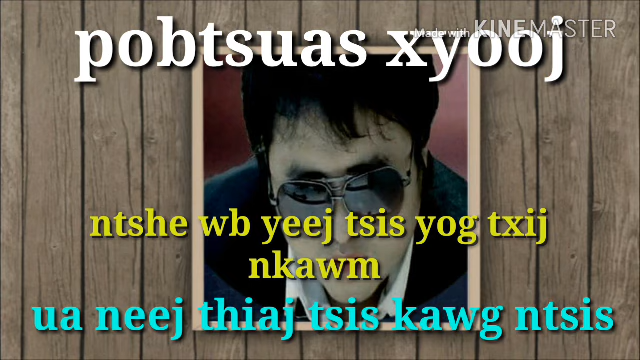 pobtsuas xyooj
Made with KINEMASTER
ntshe wb yeej tsis yog txij
nkawm
ua neej thiaj tsis kawg ntsis